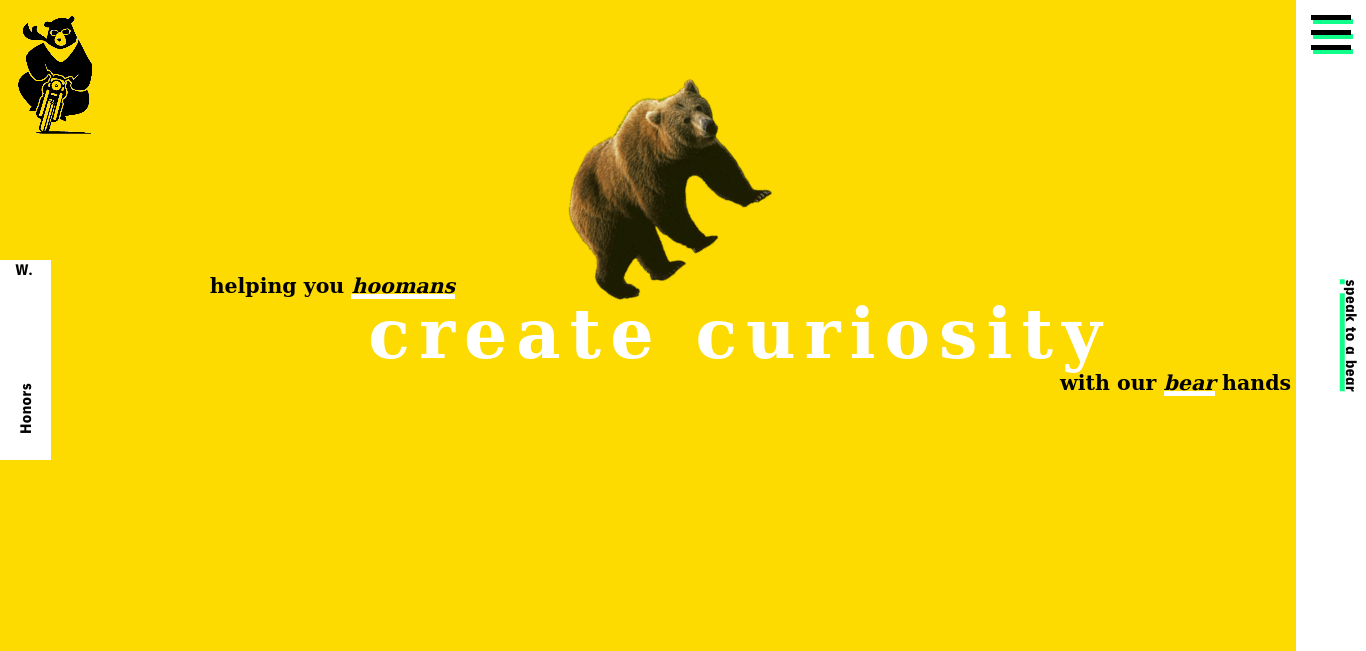 W.
Honors
helping you hoomans
create curiosity
with our bear hands
speak to a bear